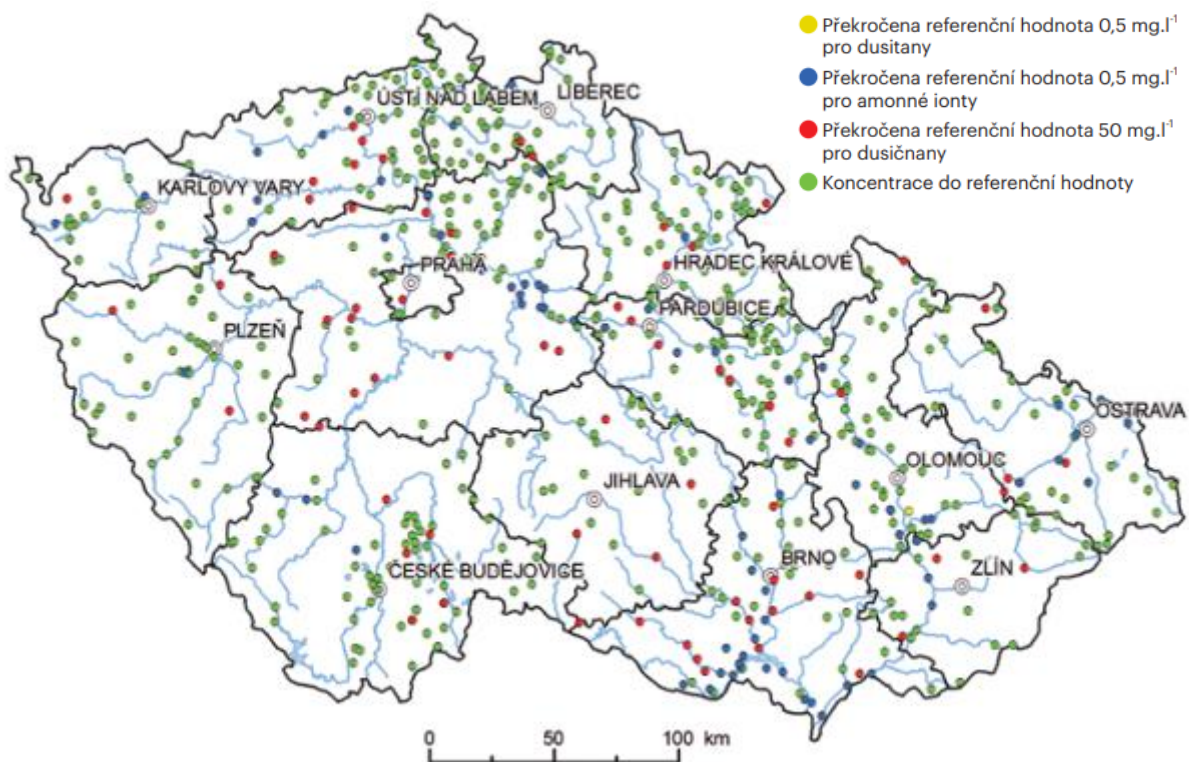 Překročena referenční hodnota 0,5 mg.l⁻¹
pro dusitany
Překročena referenční hodnota 0,5 mg.l⁻¹
pro amonné ionty
Překročena referenční hodnota 50 mg.l⁻¹
pro dusičnany
Koncentrace do referenční hodnoty
ÚSTÍ NAD LABEM
LIBEREC
KARLOVY VARY
PRAHA
HRADEC KRÁLOVÉ
PARDUBICE
PLZEŇ
OSTRAVA
OLOMOUC
JIHLAVA
BRNO
ZLÍN
ČESKÉ BUDĚJOVICE
0 50 100 km